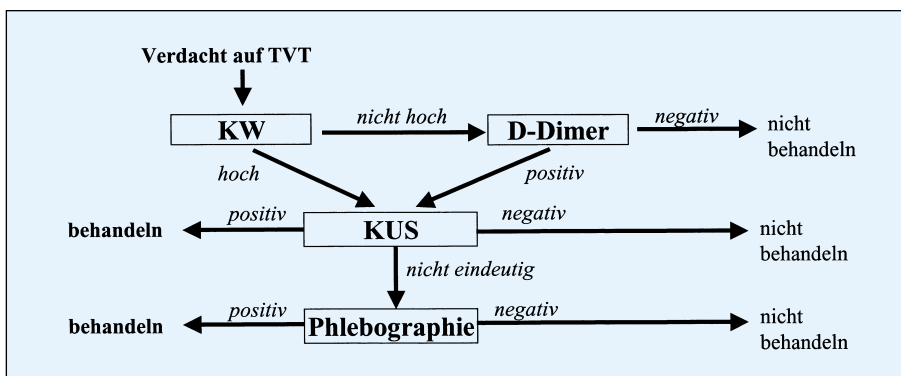 Verdacht auf TVT
KW
nicht hoch
D-Dimer
negativ
nicht
behandeln
hoch
positiv
behandeln
positiv
KUS
negativ
nicht
behandeln
nicht eindeutig
behandeln
positiv
Phlebographie
negativ
nicht
behandeln